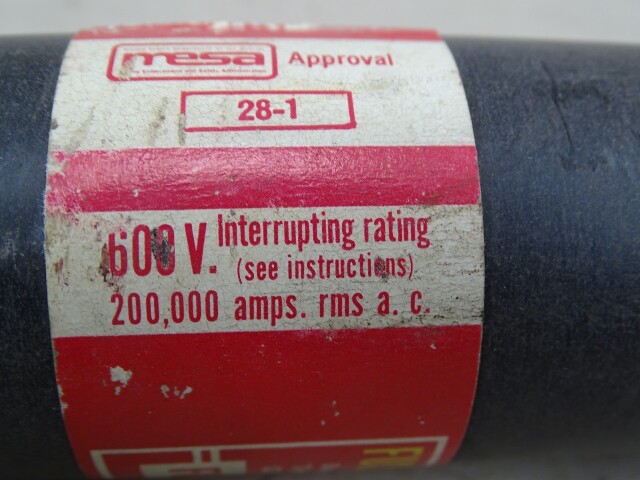 mesa Approval
28-1
600 V. Interrupting rating
(see instructions)
200,000 amps. rms a. c.